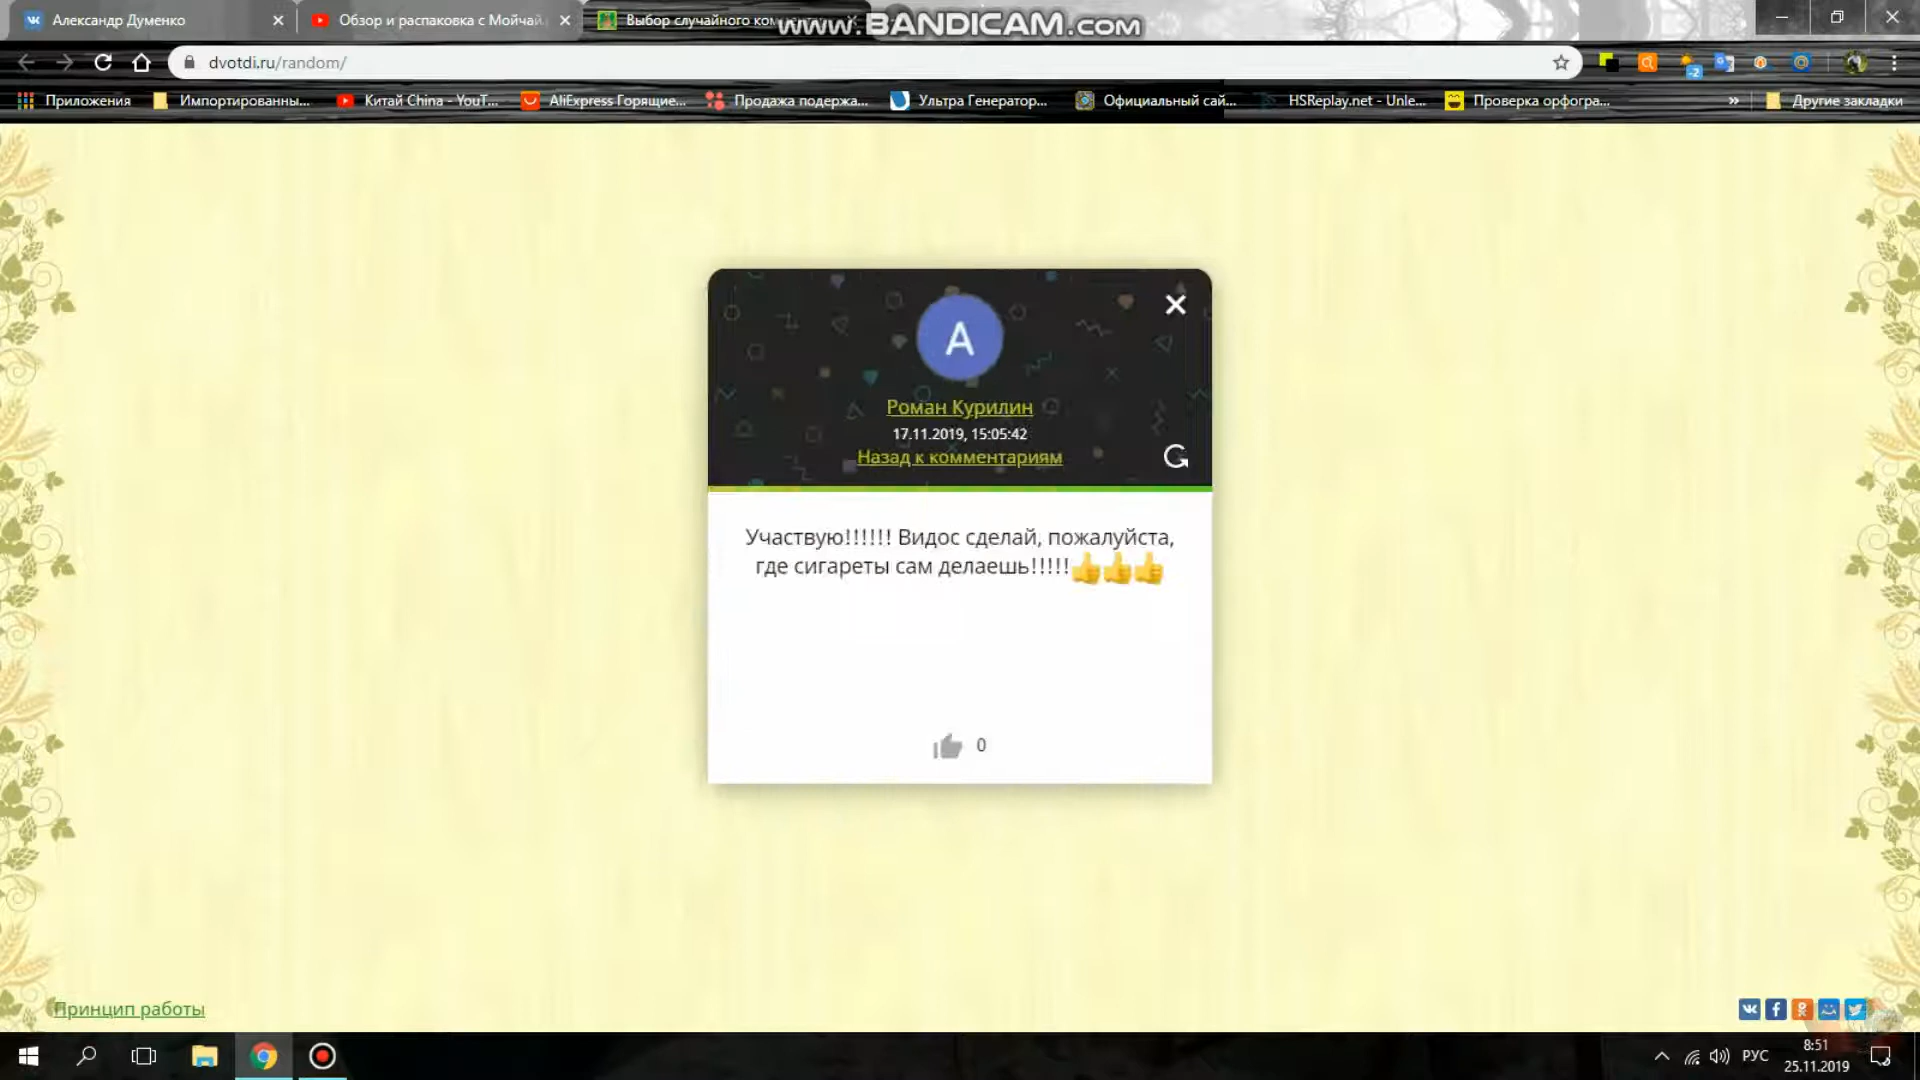 Александр Думенко
Обзор и распаковка с Мойчай.
Выбор случайного
www.BANDICAM.com
dvotdi.ru/random/
Приложения
Импортированны...
Китай China - YouT...
AliExpress Горящие...
Продажа подержа...
Ультра Генератор...
Официальный сай...
HSReplay.net - Unle...
Проверка орфогра...
»
Другие закладки
-2
A
Роман Курилин
17.11.2019, 15:05:42
Назад к комментариям
Участвую!!!!!! Видос сделай, пожалуйста,
где сигареты сам делаешь!!!!!👍👍👍
0
Принцип работы
РУС
8:51
25.11.2019